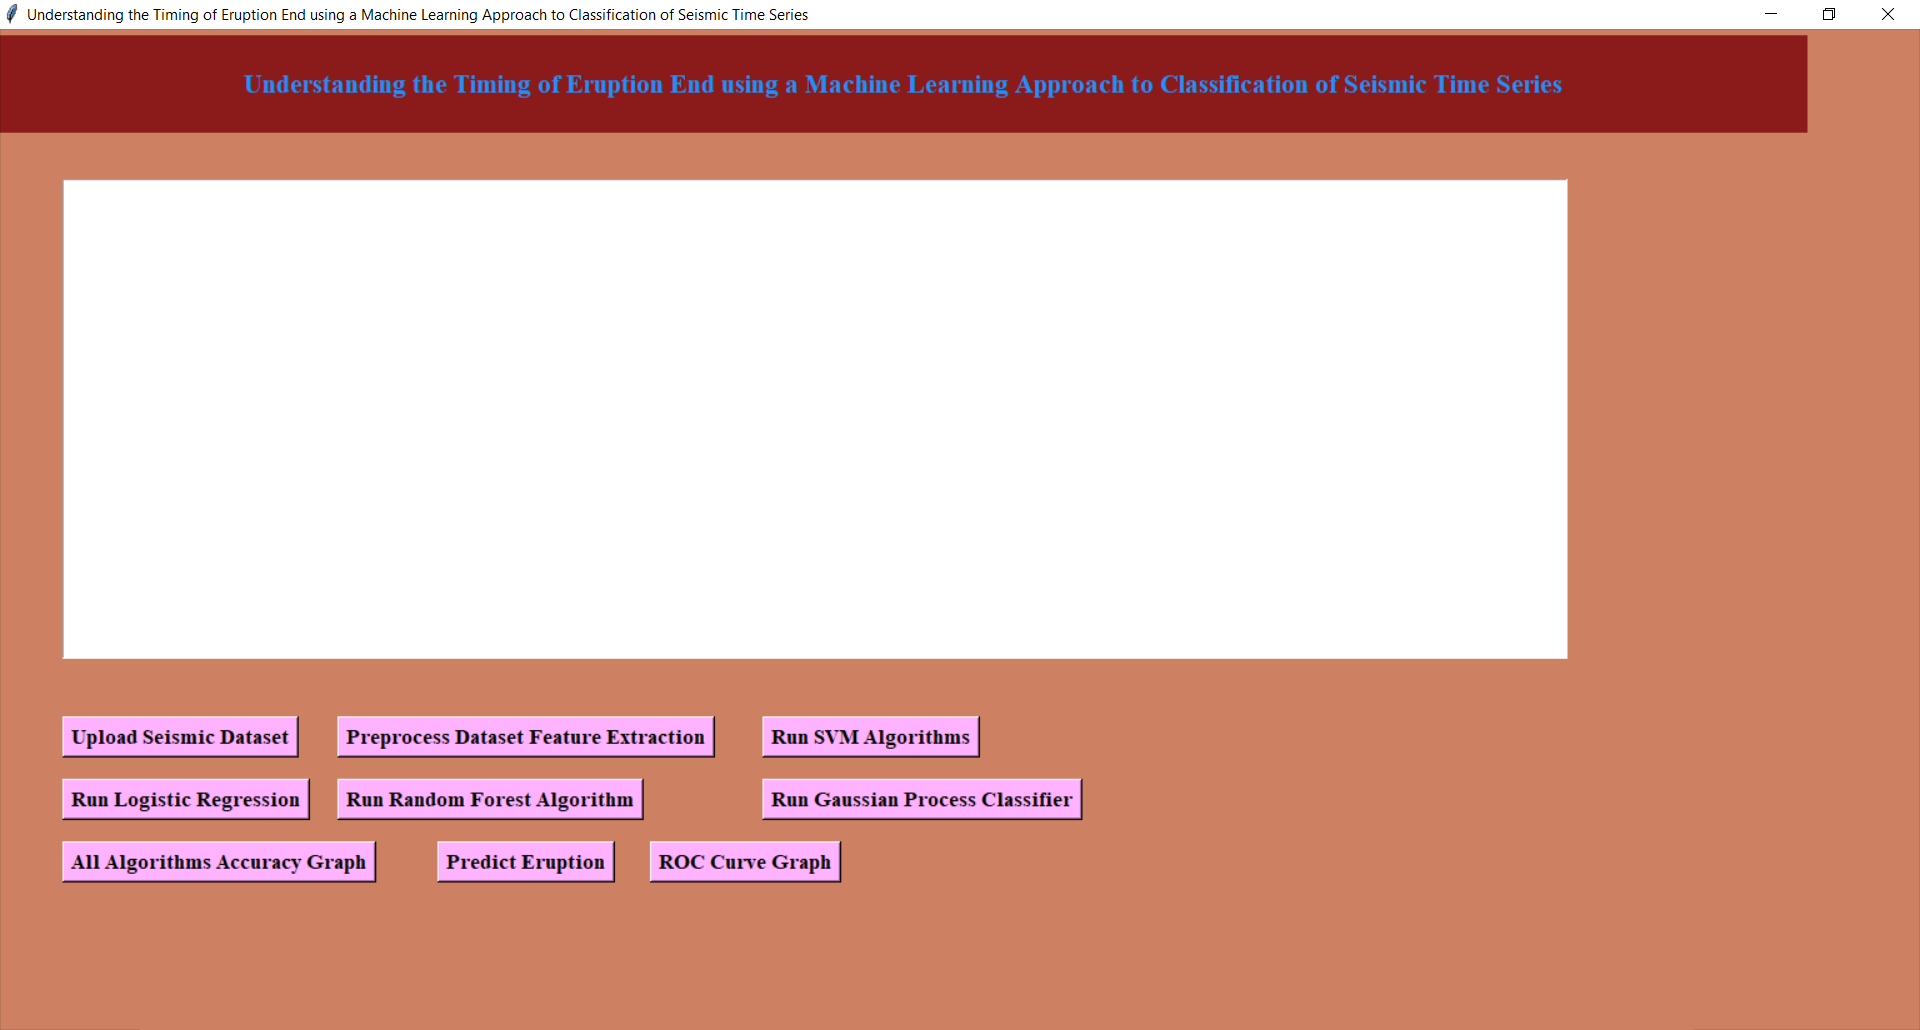 Understanding the Timing of Eruption End using a Machine Learning Approach to Classification of Seismic Time Series
Understanding the Timing of Eruption End using a Machine Learning Approach to Classification of Seismic Time Series
Upload Seismic Dataset Preprocess Dataset Feature Extraction Run SVM Algorithms
Run Logistic Regression Run Random Forest Algorithm Run Gaussian Process Classifier
All Algorithms Accuracy Graph Predict Eruption ROC Curve Graph